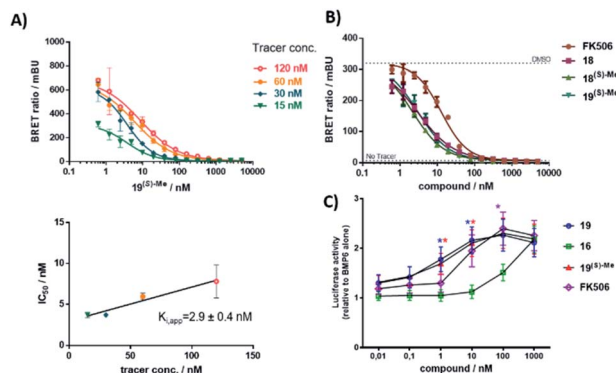 A)
Tracer conc.
120 nM
60 nM
30 nM
15 nM
BRET ratio / mBU
800
600
400
200
0
0.1 1 10 100 1000 10000
19(S)-Me / nM
IC50 / nM
15
10
5
0
0 50 100 150
Ki,app=2.9 ± 0.4 nM
tracer conc. / nM
B)
FK506
18
18(S)-Me
19(S)-Me
BRET ratio / mBU
400
300
200
100
0
DMSO
No Tracer
0.1 1 10 100 1000 10000
compound / nM
C)
19
16
19(S)-Me
FK506
Luciferase activity
(relative to BMP6 alone)
3
2
1
0
* * * * * *
0,01 0,1 1 10 100 1000
compound / nM